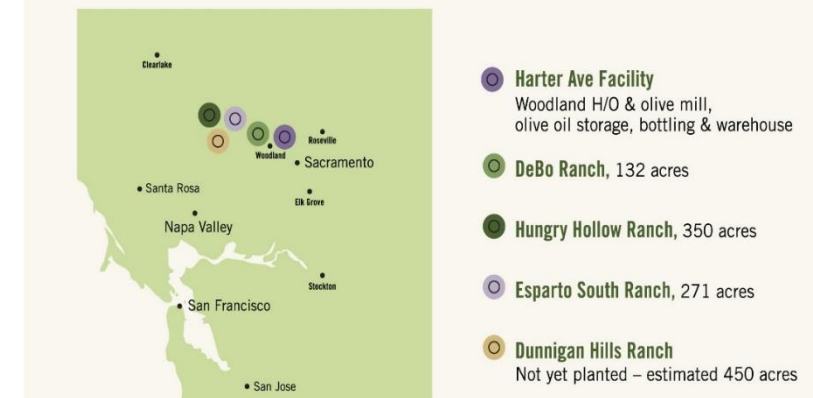 Clearlake
Roseville
Woodland
Sacramento
Santa Rosa
Elk Grove
Napa Valley
Stockton
San Francisco
San Jose
Harter Ave Facility
Woodland H/O & olive mill,
olive oil storage, bottling & warehouse
DeBo Ranch, 132 acres
Hungry Hollow Ranch, 350 acres
Esparto South Ranch, 271 acres
Dunnigan Hills Ranch
Not yet planted – estimated 450 acres